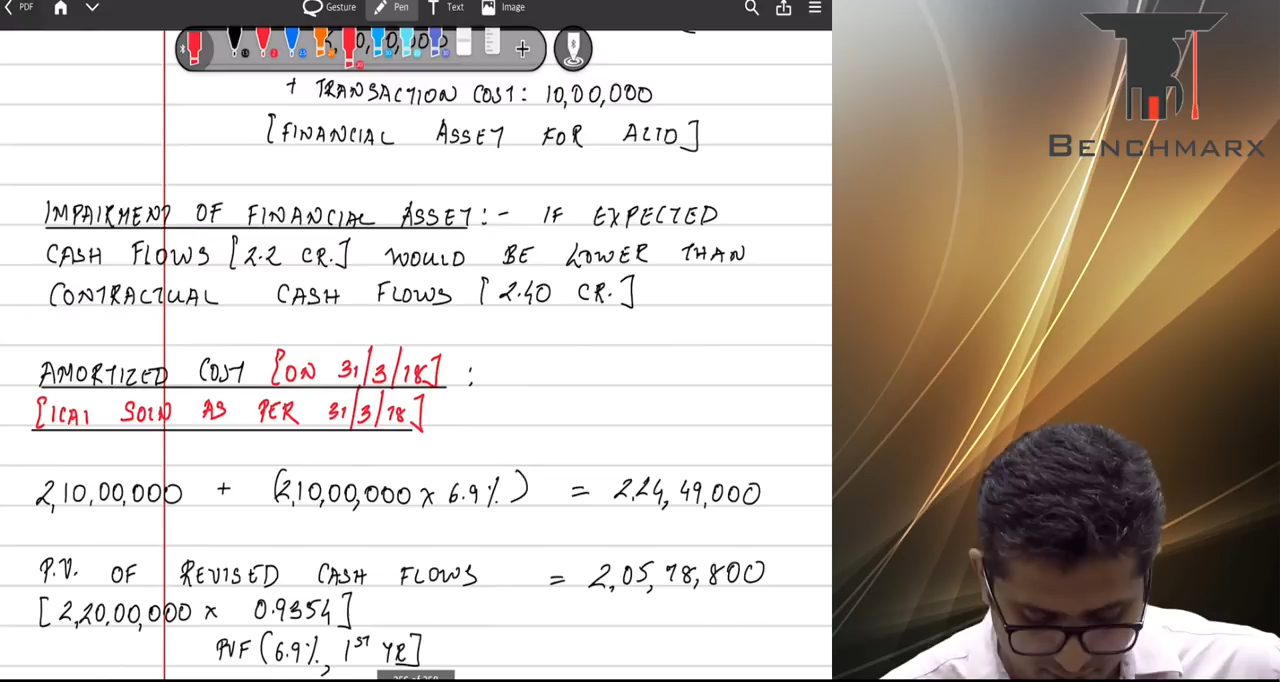 PDF
Gesture
Pen
Text
Image
BENCHMARX
+ TRANSACTION COST: 10,00,000
[FINANCIAL ASSET FOR ALTD]
IMPAIRMENT OF FINANCIAL ASSET:- IF EXPECTED
CASH FLOWS [2.2 CR.] WOULD BE LOWER THAN
CONTRACTUAL CASH FLOWS [2.40 CR.]
AMORTIZED COST [ON 31/3/18] :
[ICAI SOLN AS PER 31/3/18]
2,10,00,000 + (2,10,00,000 x 6.9%) = 2,24,49,000
P.V. OF REVISED CASH FLOWS = 2,05,78,800
[2,20,00,000 x 0.9354]
PVF (6.9%, 1ST YR]